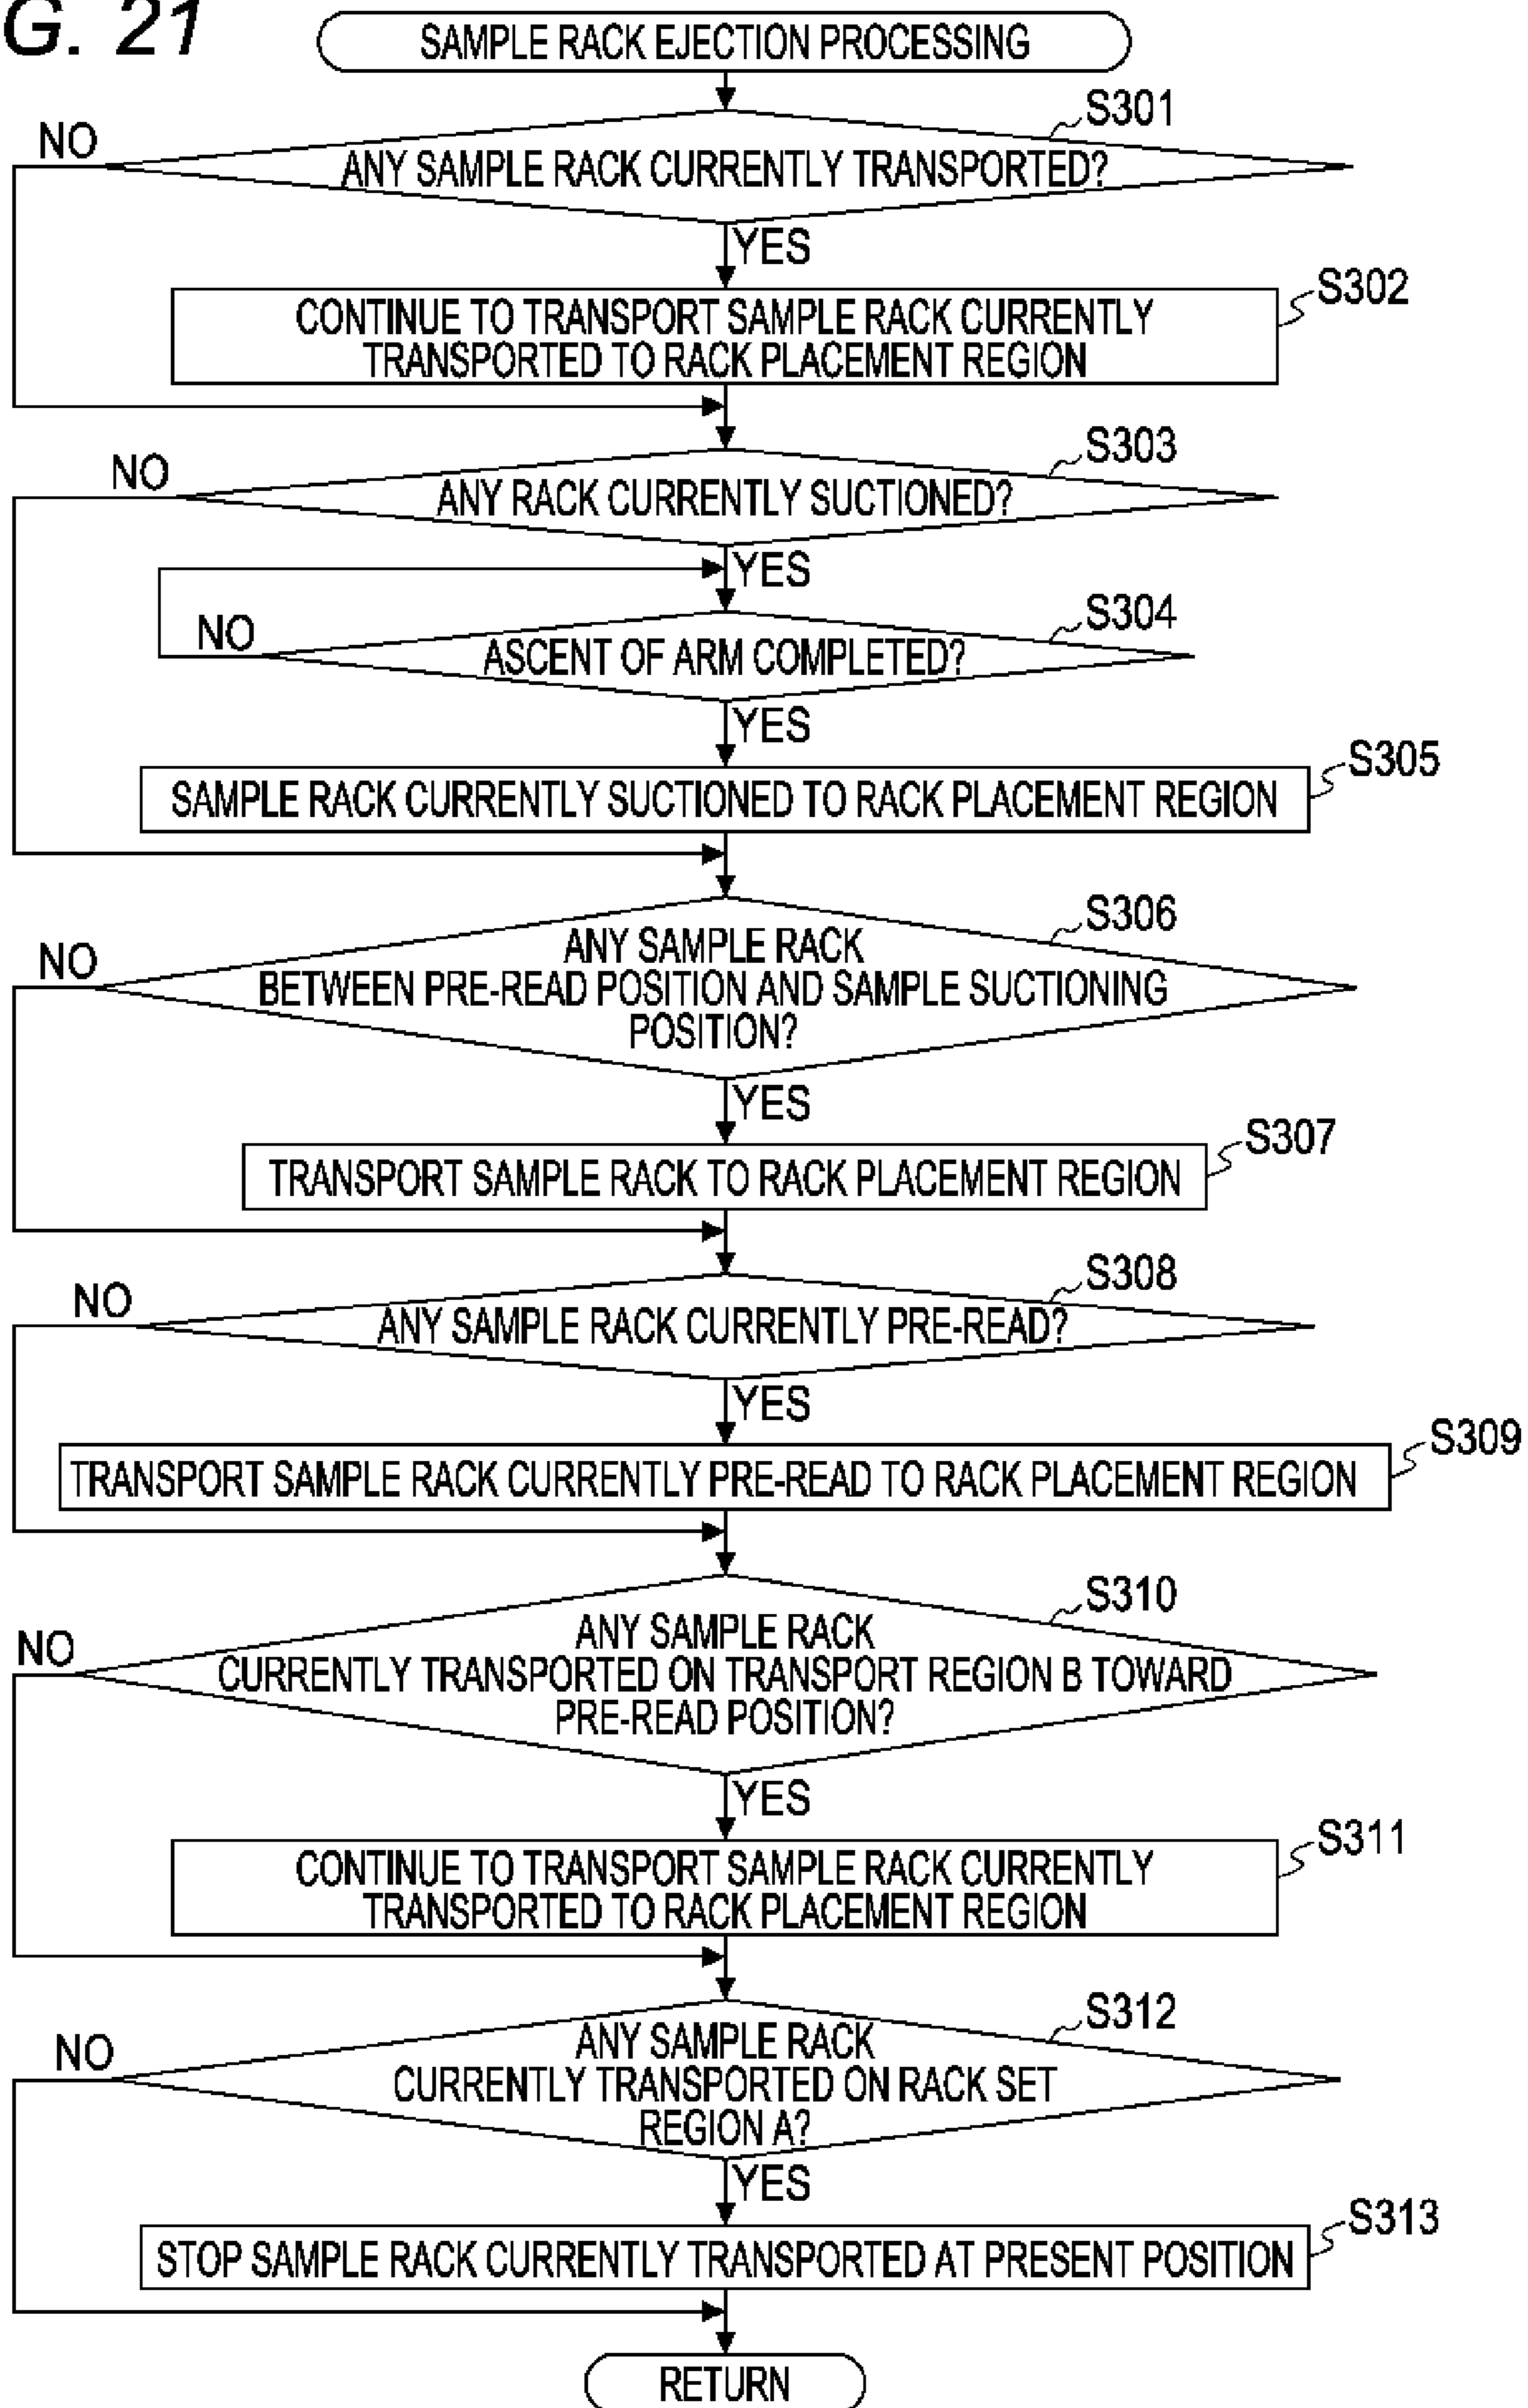 G. 21
SAMPLE RACK EJECTION PROCESSING
S301
NO
ANY SAMPLE RACK CURRENTLY TRANSPORTED?
YES
S302
CONTINUE TO TRANSPORT SAMPLE RACK CURRENTLY
TRANSPORTED TO RACK PLACEMENT REGION
S303
NO
ANY RACK CURRENTLY SUCTIONED?
YES
S304
NO
ASCENT OF ARM COMPLETED?
YES
S305
SAMPLE RACK CURRENTLY SUCTIONED TO RACK PLACEMENT REGION
S306
NO
ANY SAMPLE RACK
BETWEEN PRE-READ POSITION AND SAMPLE SUCTIONING
POSITION?
YES
S307
TRANSPORT SAMPLE RACK TO RACK PLACEMENT REGION
S308
NO
ANY SAMPLE RACK CURRENTLY PRE-READ?
YES
S309
TRANSPORT SAMPLE RACK CURRENTLY PRE-READ TO RACK PLACEMENT REGION
S310
NO
ANY SAMPLE RACK
CURRENTLY TRANSPORTED ON TRANSPORT REGION B TOWARD
PRE-READ POSITION?
YES
S311
CONTINUE TO TRANSPORT SAMPLE RACK CURRENTLY
TRANSPORTED TO RACK PLACEMENT REGION
S312
NO
ANY SAMPLE RACK
CURRENTLY TRANSPORTED ON RACK SET
REGION A?
YES
S313
STOP SAMPLE RACK CURRENTLY TRANSPORTED AT PRESENT POSITION
RETURN